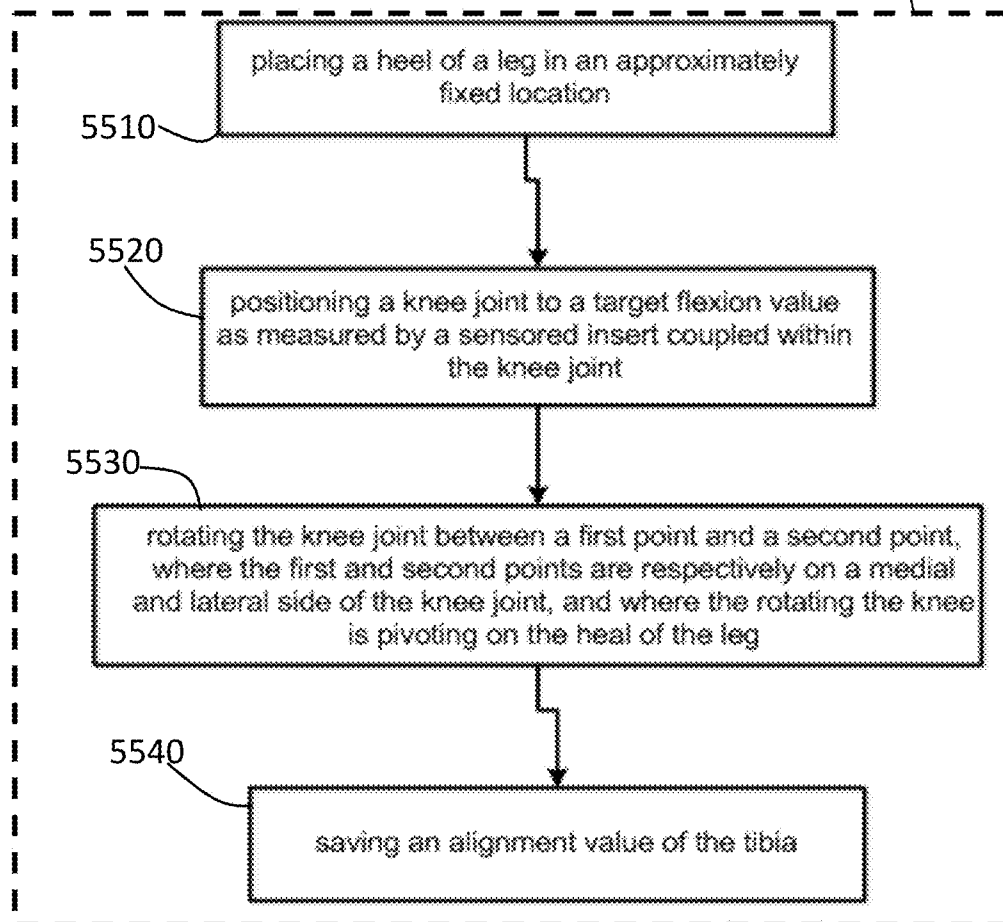 placing a heel of a leg in an approximately
fixed location
5510
5520
positioning a knee joint to a target flexion value
as measured by a sensored insert coupled within
the knee joint
5530
rotating the knee joint between a first point and a second point,
where the first and second points are respectively on a medial
and lateral side of the knee joint, and where the rotating the knee
is pivoting on the heal of the leg
5540
saving an alignment value of the tibia